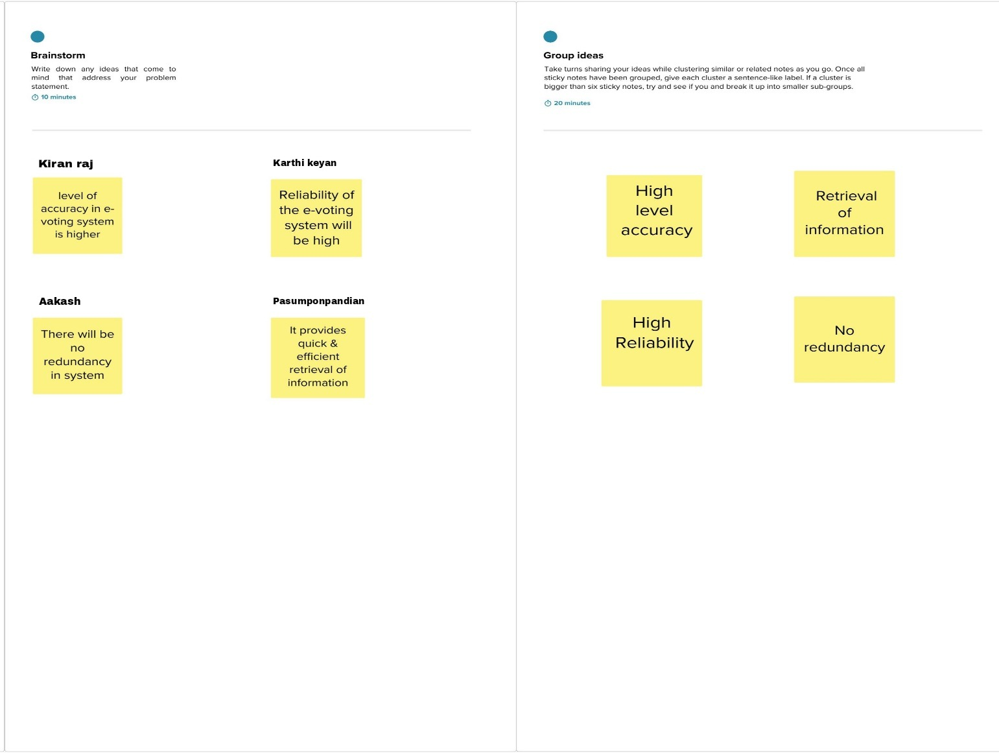 Brainstorm
Write down any ideas that come to
mind that address your problem
statement.
10 minutes
Kiran raj
level of
accuracy in e-
voting system
is higher
Karthi keyan
Reliability of
the e-voting
system will
be high
Aakash
There will be
no
redundancy
in system
Pasumponpandian
It provides
quick &
efficient
retrieval of
information
Group ideas
Take turns sharing your ideas while clustering similar or related notes as you go. Once all
sticky notes have been grouped, give each cluster a sentence-like label. If a cluster is
bigger than six sticky notes, try and see if you and break it up into smaller sub-groups.
20 minutes
High
level
accuracy
Retrieval
of
information
High
Reliability
No
redundancy